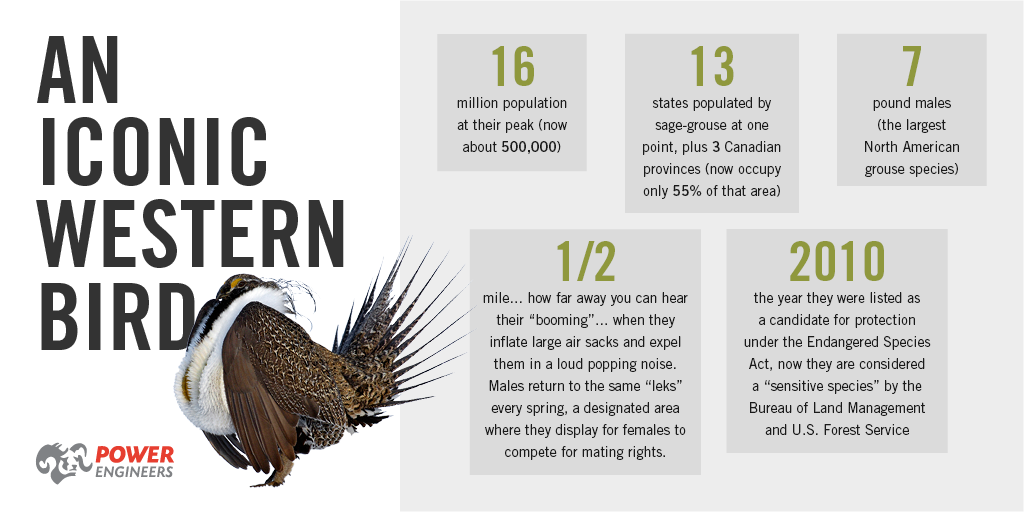 AN
ICONIC
WESTERN
BIRD
POWER
ENGINEERS
16
million population
at their peak (now
about 500,000)
13
states populated by
sage-grouse at one
point, plus 3 Canadian
provinces (now occupy
only 55% of that area)
7
pound males
(the largest
North American
grouse species)
1/2
mile... how far away you can hear
their “booming”... when they
inflate large air sacks and expel
them in a loud popping noise.
Males return to the same “leks”
every spring, a designated area
where they display for females to
compete for mating rights.
2010
the year they were listed as
a candidate for protection
under the Endangered Species
Act, now they are considered
a “sensitive species” by the
Bureau of Land Management
and U.S. Forest Service